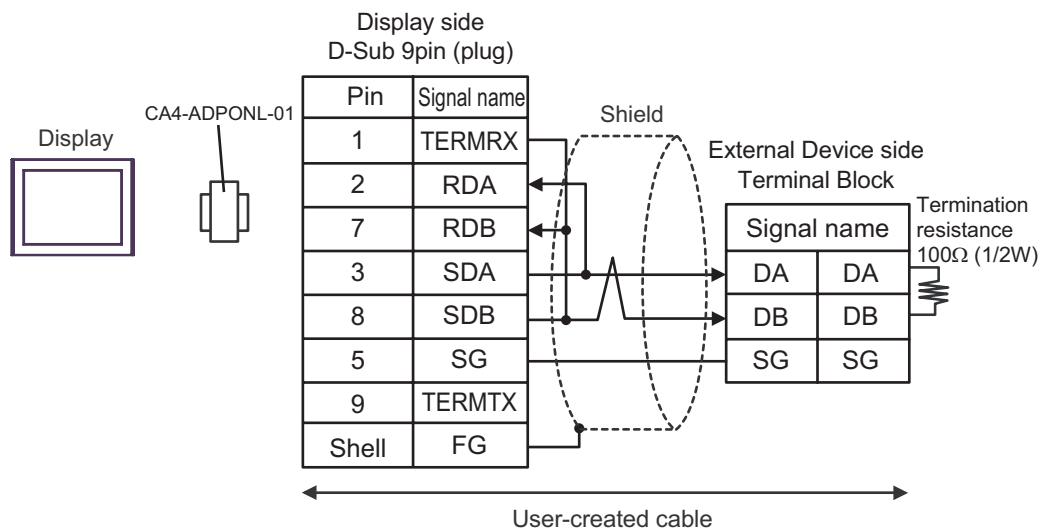 Display side
D-Sub 9pin (plug)
CA4-ADPONL-01
Display
Pin Signal name
1 TERMRX
2 RDA
7 RDB
3 SDA
8 SDB
5 SG
9 TERMTX
Shell FG
Shield
External Device side
Terminal Block
Signal name
DA DA
DB DB
SG SG
Termination
resistance
100Ω (1/2W)
User-created cable